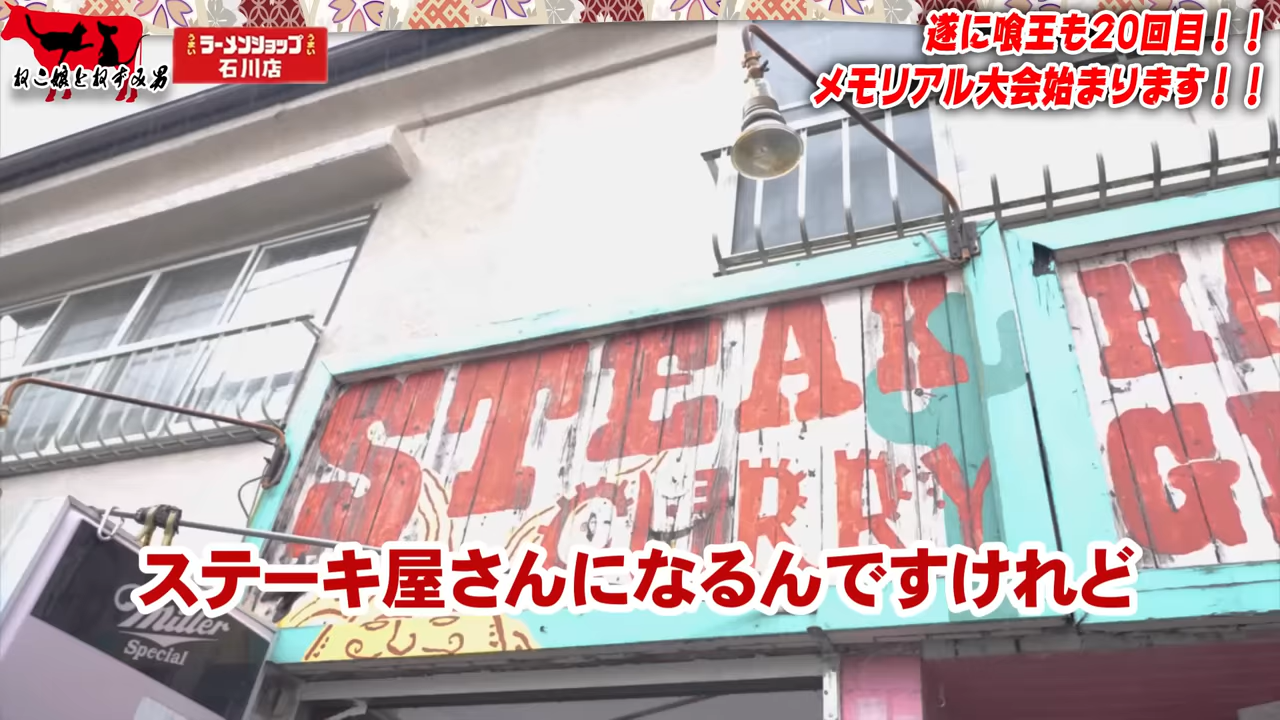 ねこ娘とねずみ男
うまい
ラーメンショップ
うまい
石川店
遂に喰王も20回目！！
メモリアル大会始まります！！
STEAK
CURRY
HA
G
Miller
Special
ステーキ屋さんになるんですけれど